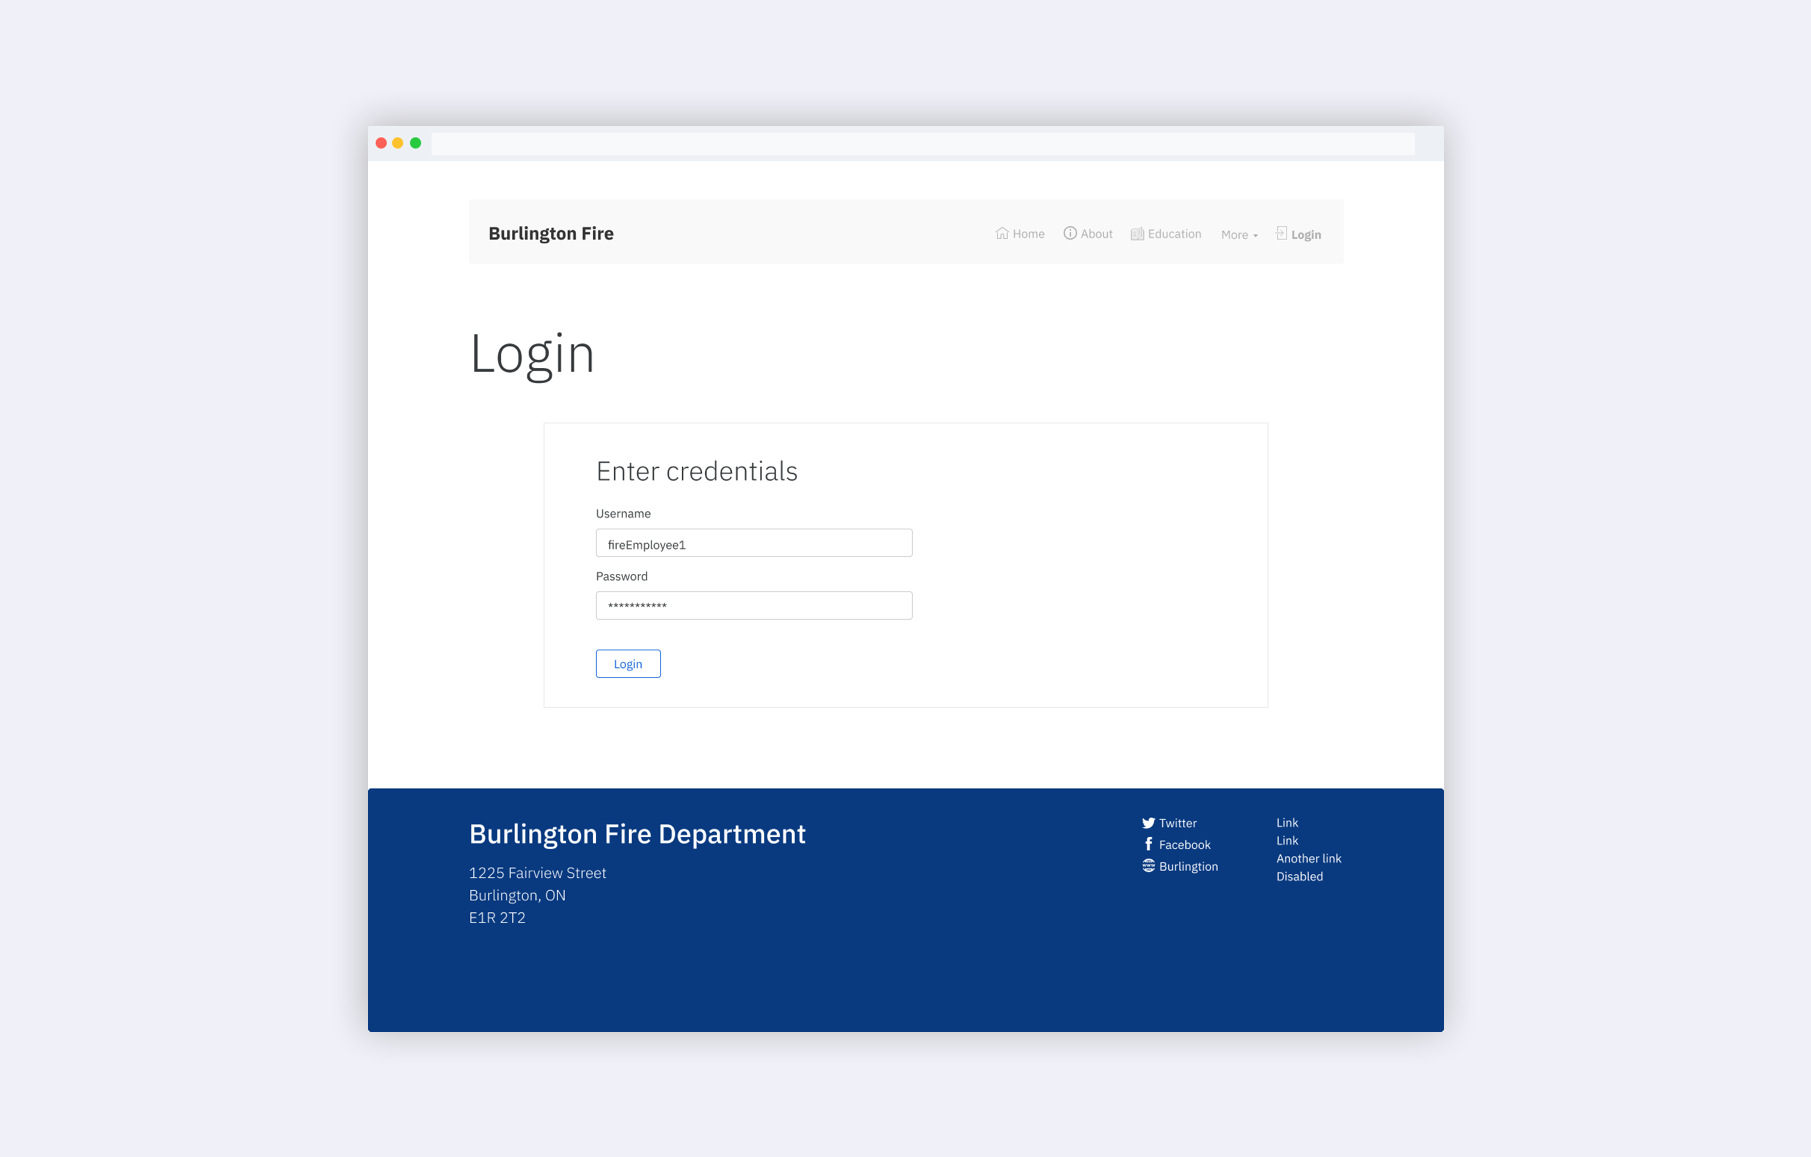 Burlington Fire
Home
About
Education
More
Login
Login
Enter credentials
Username
fireEmployee1
Password
***********
Login
Burlington Fire Department
1225 Fairview Street
Burlington, ON
E1R 2T2
Twitter
Facebook
Burlingtion
Link
Link
Another link
Disabled